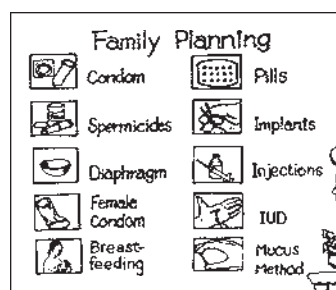 Family Planning
Condom
Spermicides
Diaphragm
Female
Condom
Breast-
feeding
Pills
Implants
Injections
IUD
Mucus
Method